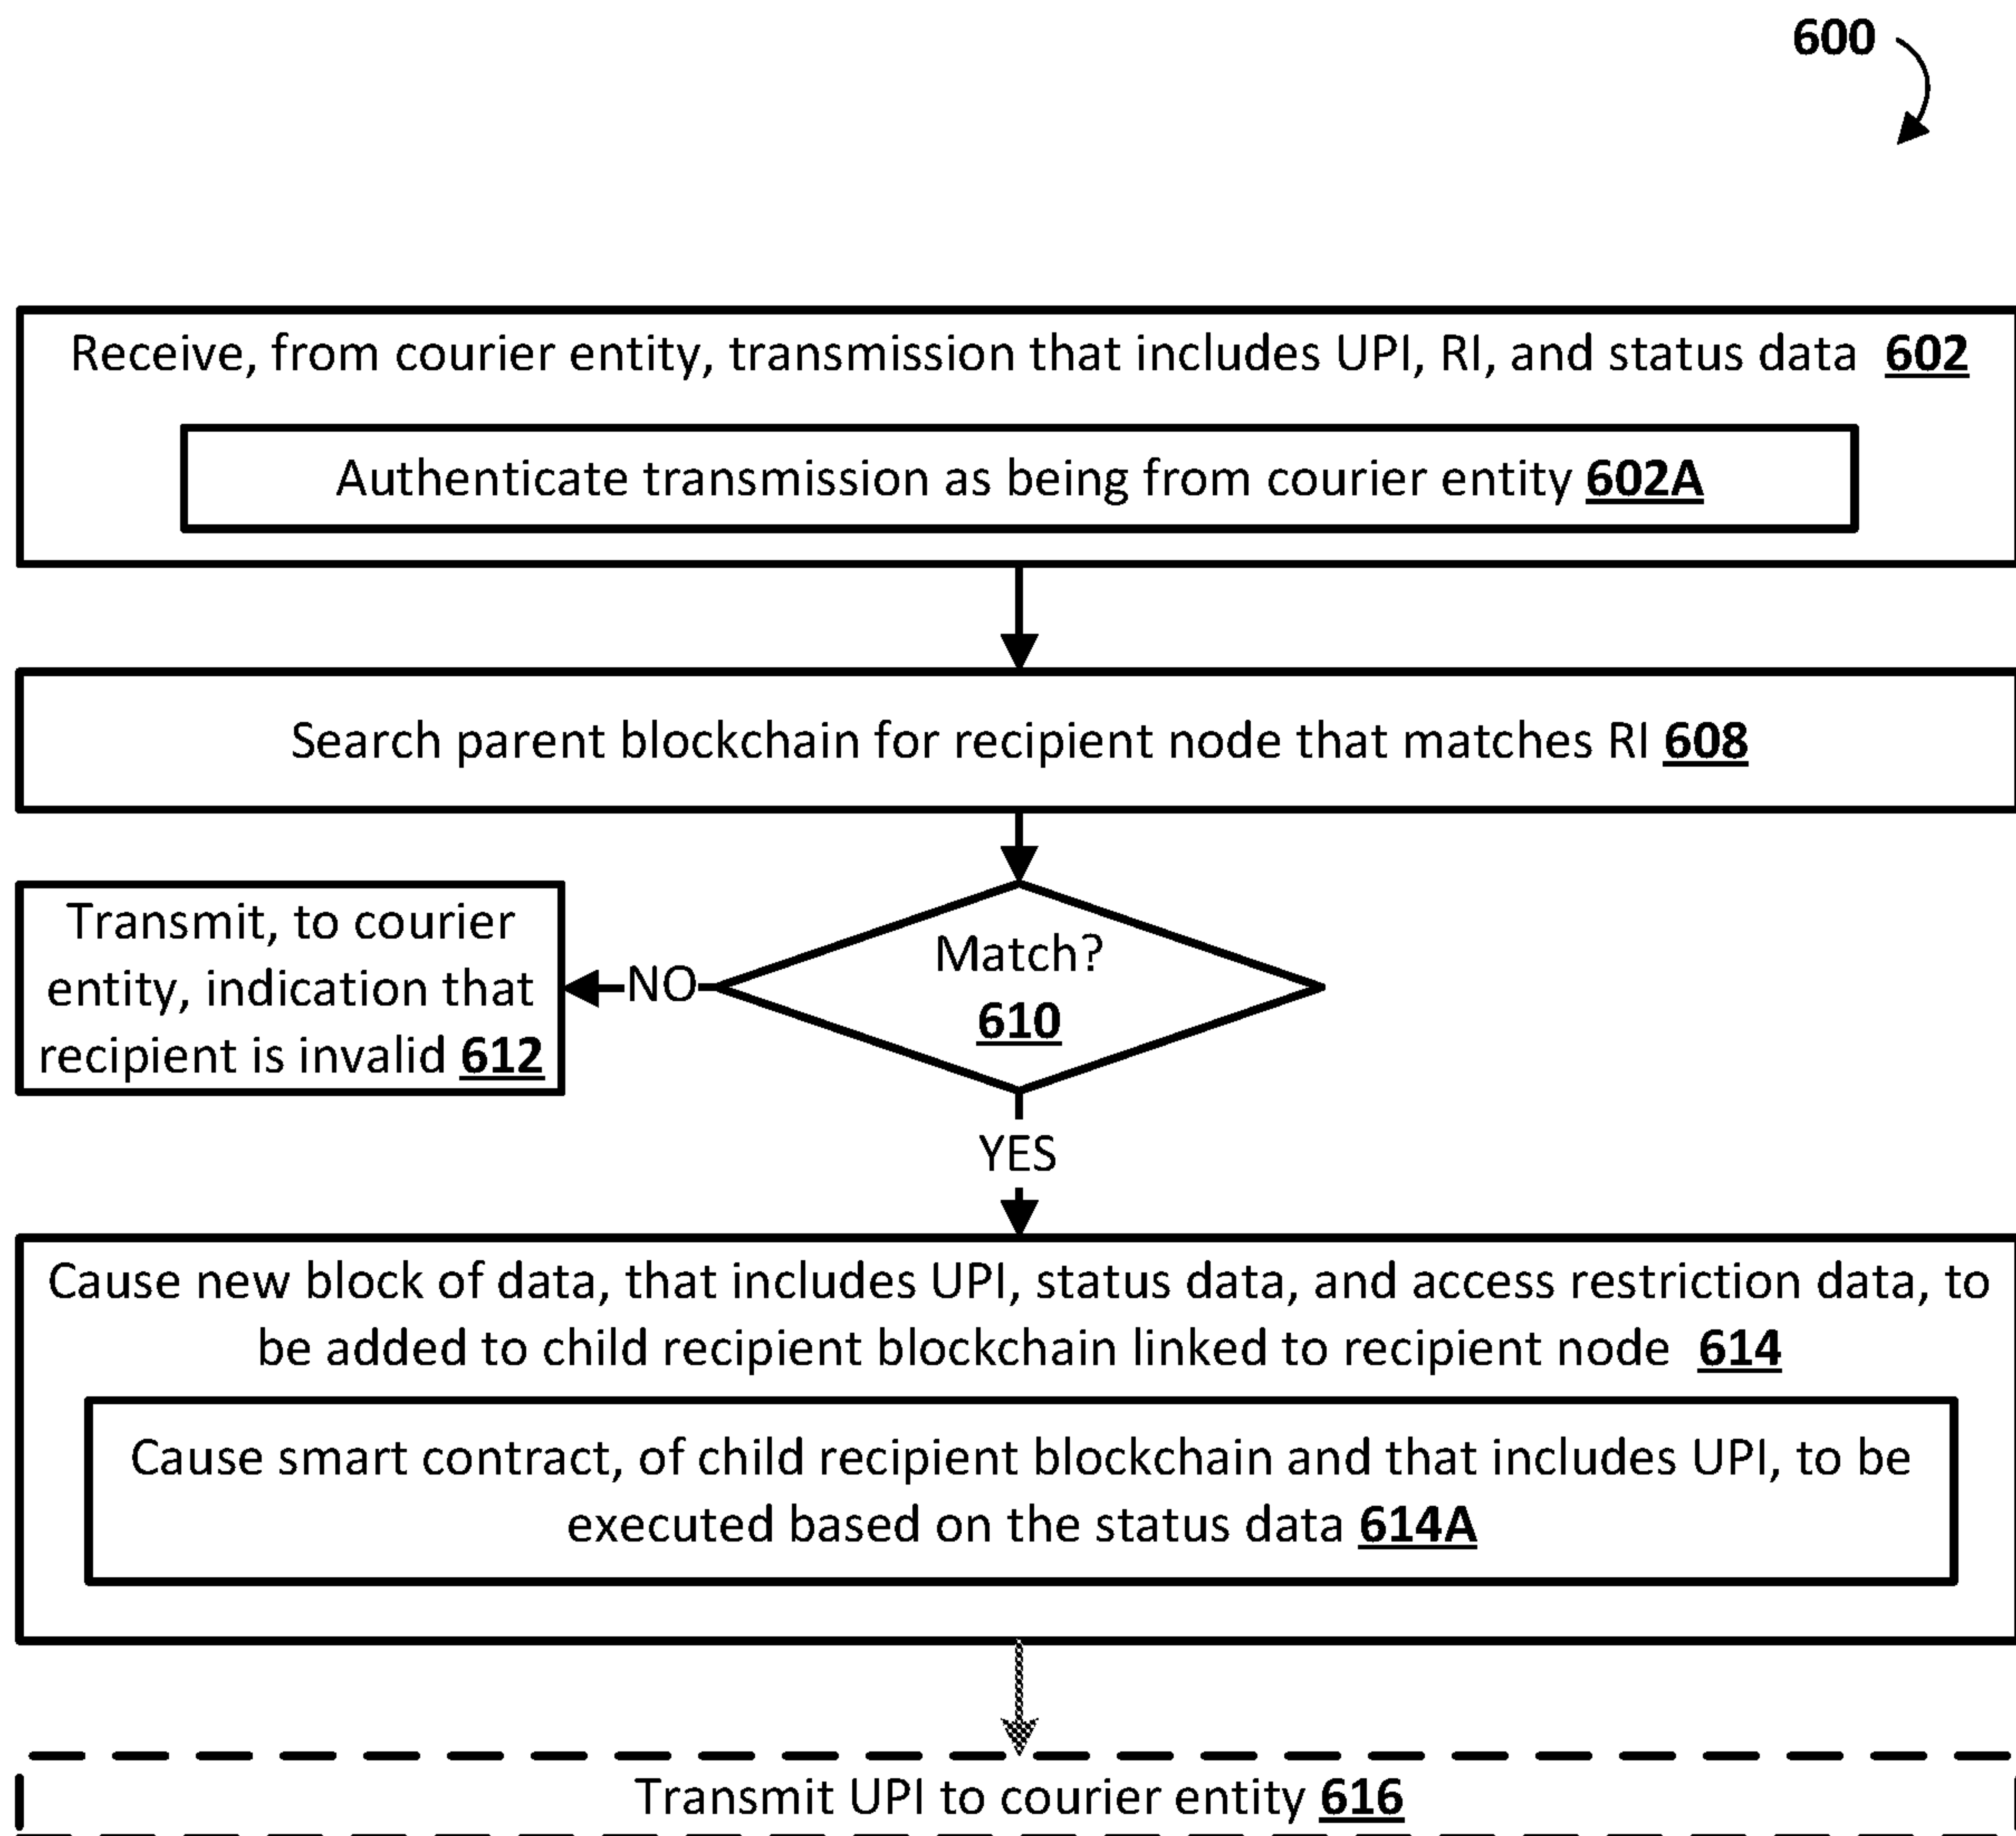 600
Receive, from courier entity, transmission that includes UPI, RI, and status data 602
Authenticate transmission as being from courier entity 602A
Search parent blockchain for recipient node that matches RI 608
Match?
610
NO
Transmit, to courier
entity, indication that
recipient is invalid 612
YES
Cause new block of data, that includes UPI, status data, and access restriction data, to
be added to child recipient blockchain linked to recipient node 614
Cause smart contract, of child recipient blockchain and that includes UPI, to be
executed based on the status data 614A
Transmit UPI to courier entity 616